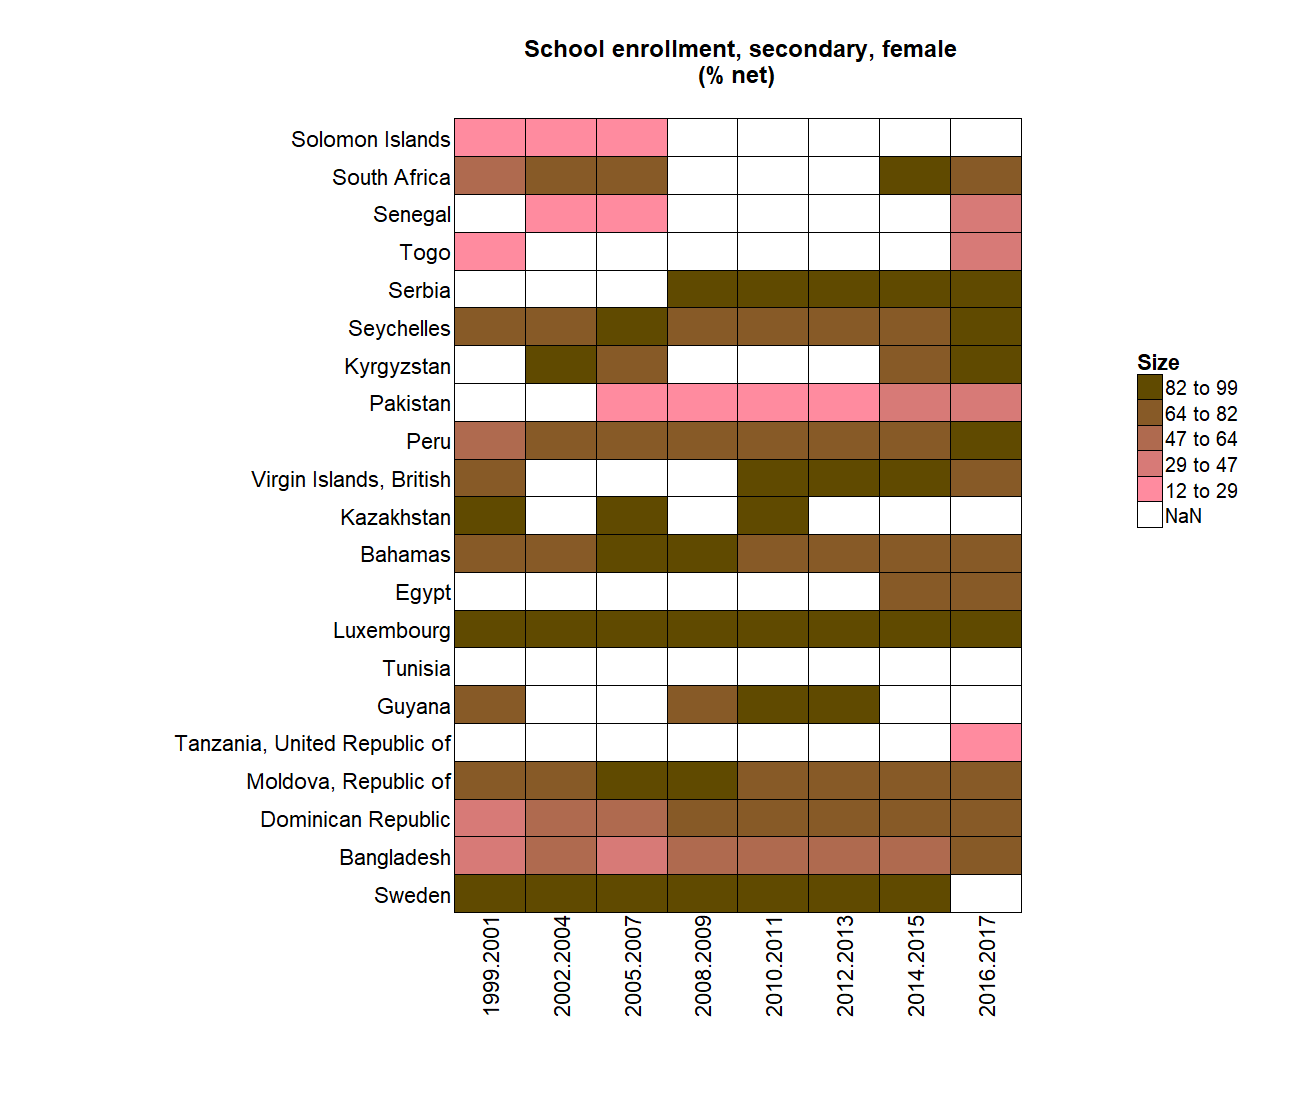 School enrollment, secondary, female
(% net)
Solomon Islands
South Africa
Senegal
Togo
Serbia
Seychelles
Kyrgyzstan
Pakistan
Peru
Virgin Islands, British
Kazakhstan
Bahamas
Egypt
Luxembourg
Tunisia
Guyana
Tanzania, United Republic of
Moldova, Republic of
Dominican Republic
Bangladesh
Sweden
1999.2001
2002.2004
2005.2007
2008.2009
2010.2011
2012.2013
2014.2015
2016.2017
Size
82 to 99
64 to 82
47 to 64
29 to 47
12 to 29
NaN